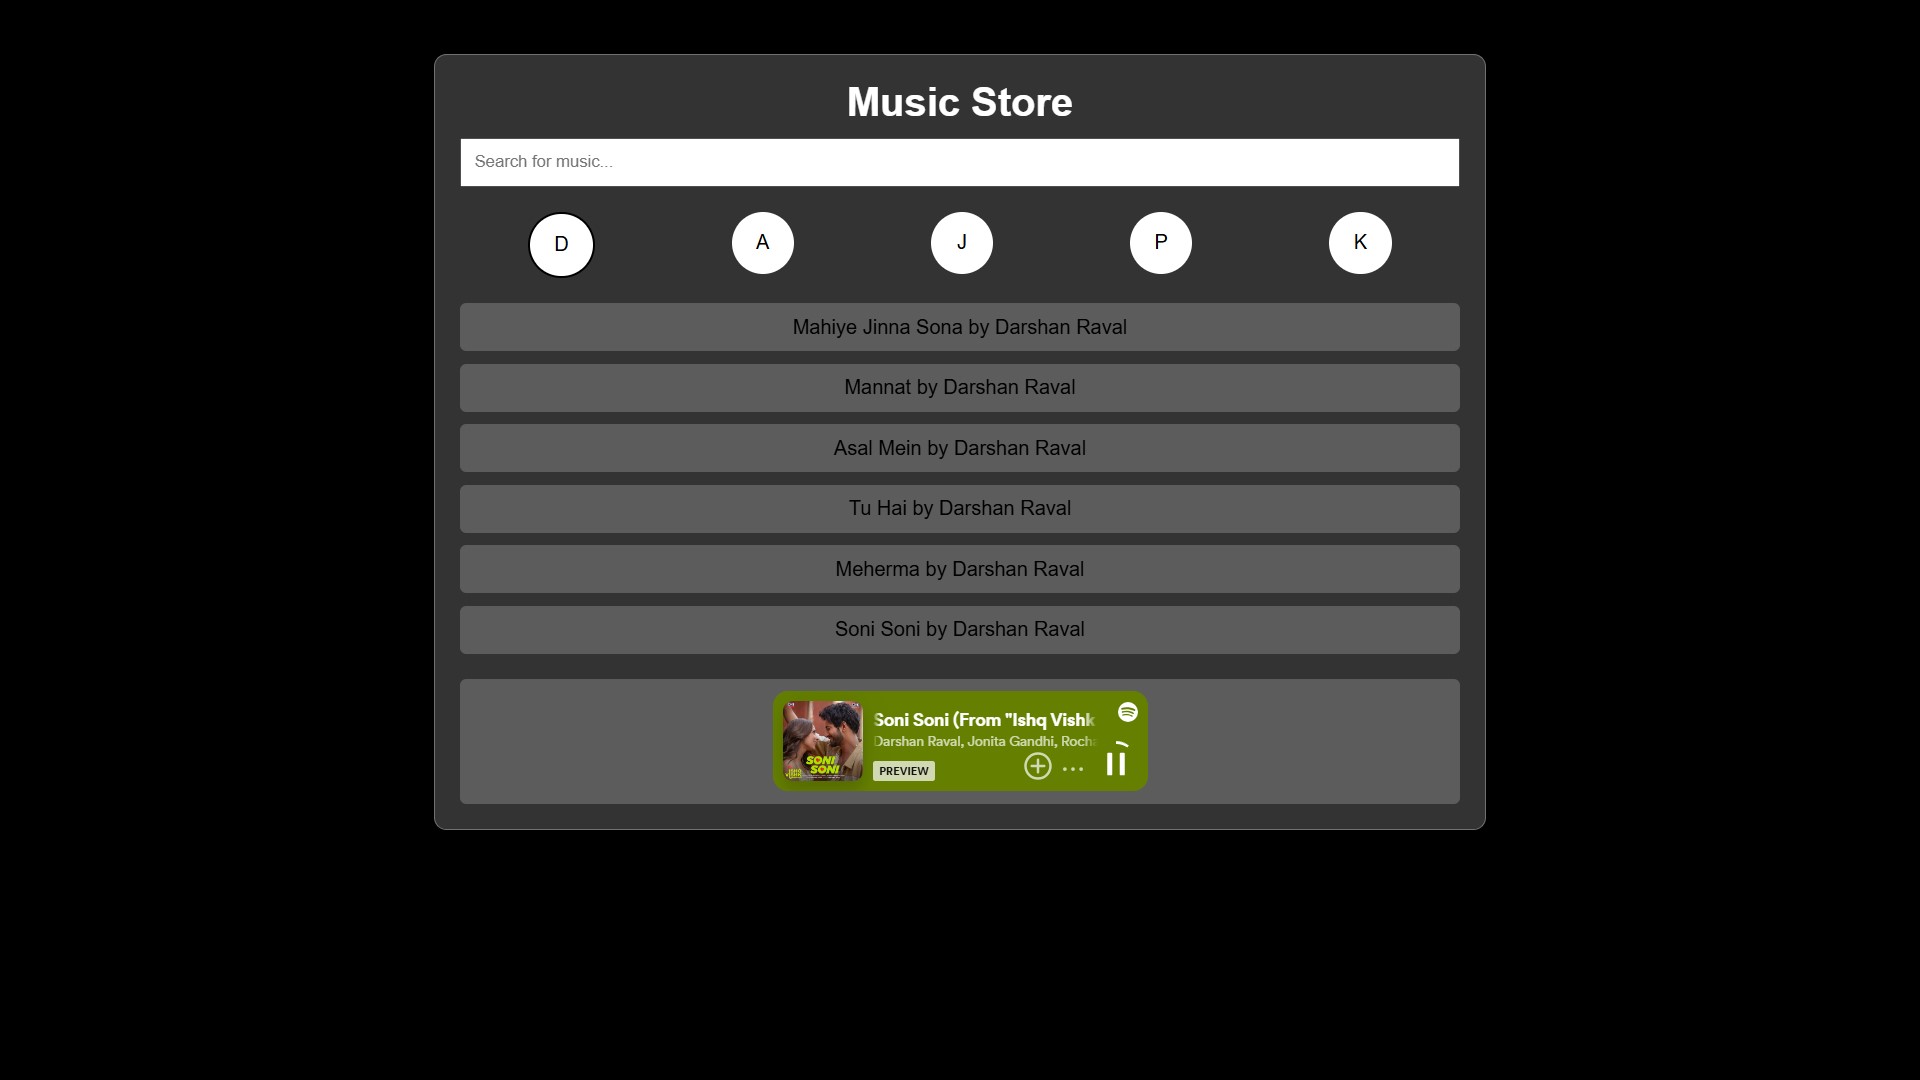 Music Store
Search for music...
D
A
J
P
K
Mahiye Jinna Sona by Darshan Raval
Mannat by Darshan Raval
Asal Mein by Darshan Raval
Tu Hai by Darshan Raval
Meherma by Darshan Raval
Soni Soni by Darshan Raval
SONI
SONI
Soni Soni (From "Ishq Vishk
Darshan Raval, Jonita Gandhi, Rocha
PREVIEW